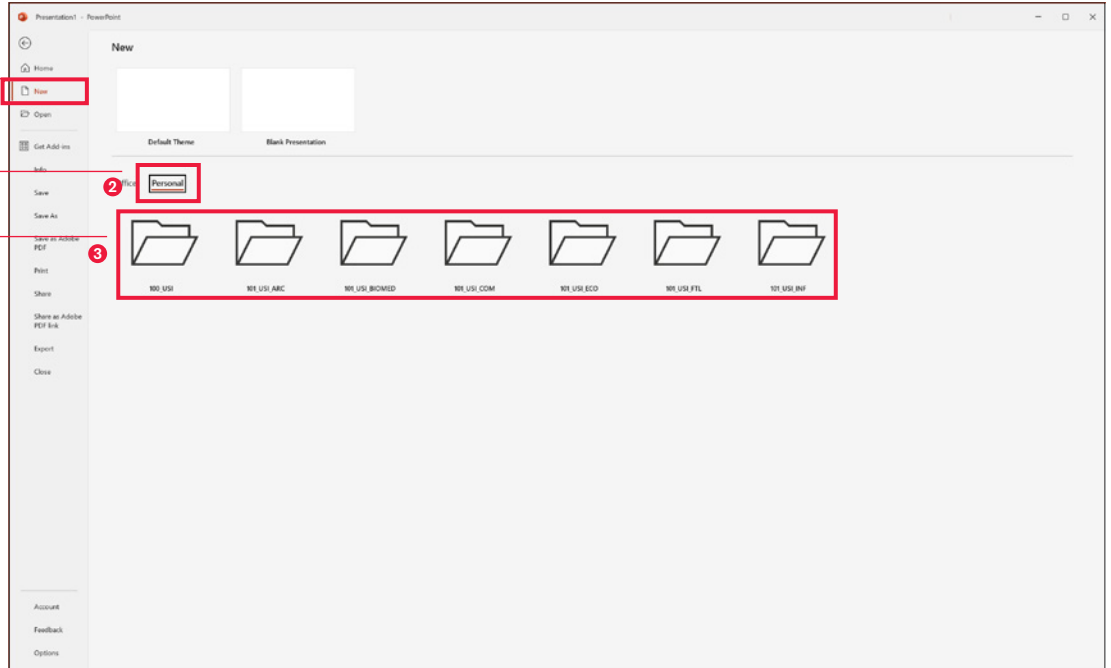 Presentation1 - PowerPoint
New
Home
New
Open
Default Theme
Blank Presentation
Get Add-ins
Info
2
Office
Personal
Save
Save As
Save as Adobe
PDF
3
Print
Share
100_USI
101_USI_ARC
101_USI_BIOMED
101_USI_COM
101_USI_ECO
101_USI_FTL
101_USI_INF
Share as Adobe
PDF link
Export
Close
Account
Feedback
Options